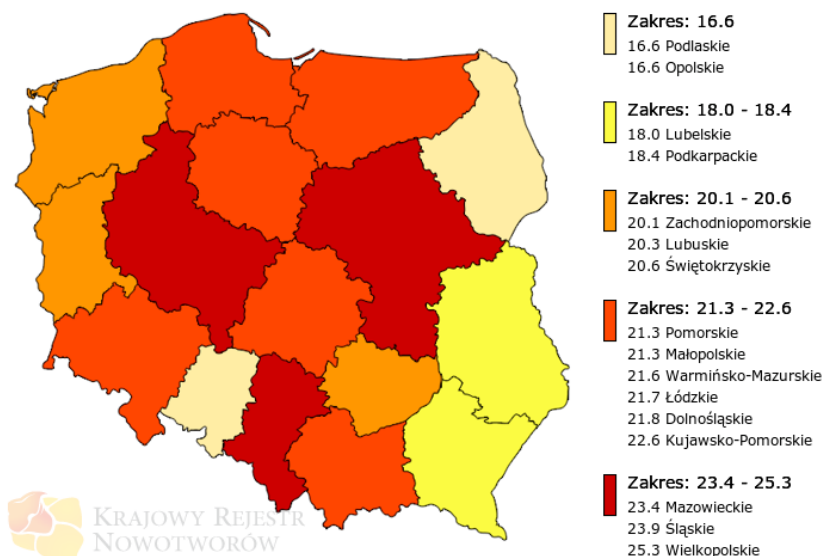 Zakres: 16.6
16.6 Podlaskie
16.6 Opolskie
Zakres: 18.0 - 18.4
18.0 Lubelskie
18.4 Podkarpackie
Zakres: 20.1 - 20.6
20.1 Zachodniopomorskie
20.3 Lubuskie
20.6 Świętokrzyskie
Zakres: 21.3 - 22.6
21.3 Pomorskie
21.3 Małopolskie
21.6 Warmińsko-Mazurskie
21.7 Łódzkie
21.8 Dolnośląskie
22.6 Kujawsko-Pomorskie
Zakres: 23.4 - 25.3
23.4 Mazowieckie
23.9 Śląskie
25.3 Wielkopolskie
KRAJOWY REJESTR
NOWOTWORÓW